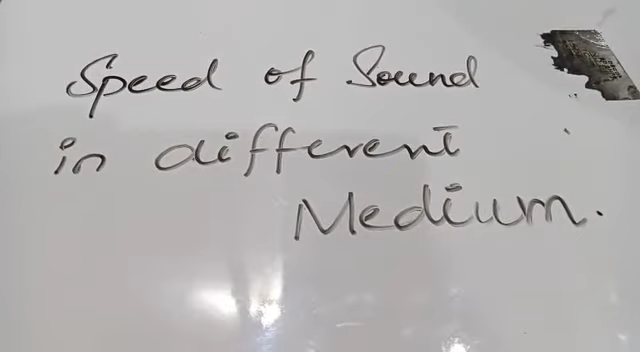 Speed of Sound
in different
Medium.